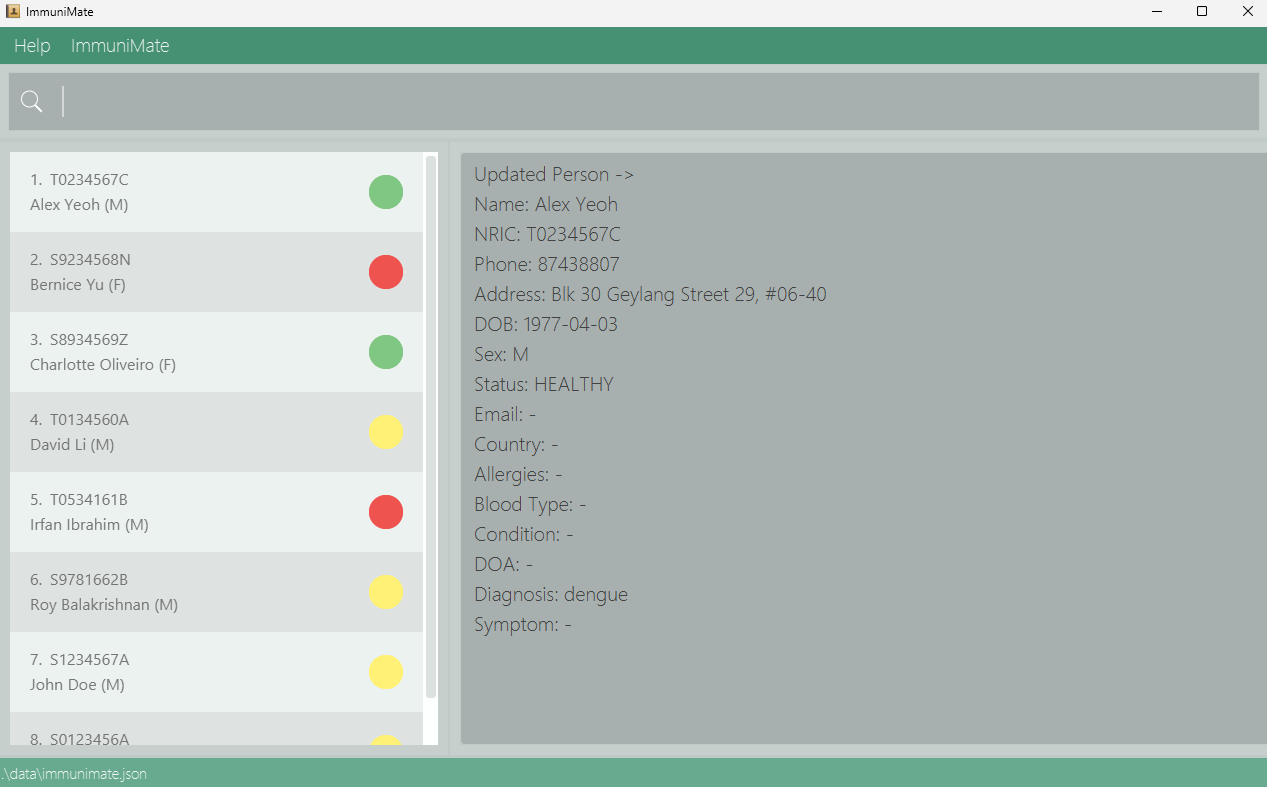 ImmuniMate
Help ImmuniMate
1. T0234567C
Alex Yeoh (M)
2. S9234568N
Bernice Yu (F)
3. S8934569Z
Charlotte Oliveiro (F)
4. T0134560A
David Li (M)
5. T0534161B
Irfan Ibrahim (M)
6. S9781662B
Roy Balakrishnan (M)
7. S1234567A
John Doe (M)
8. S0123456A
Updated Person ->
Name: Alex Yeoh
NRIC: T0234567C
Phone: 87438807
Address: Blk 30 Geylang Street 29, #06-40
DOB: 1977-04-03
Sex: M
Status: HEALTHY
Email: -
Country: -
Allergies: -
Blood Type: -
Condition: -
DOA: -
Diagnosis: dengue
Symptom: -
.\data\immunimate.json